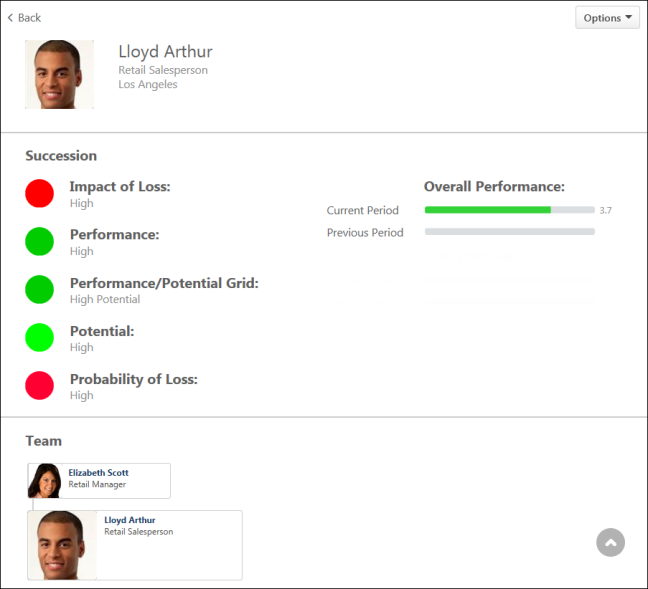 Back
Options
Lloyd Arthur
Retail Salesperson
Los Angeles
Succession
Impact of Loss:
High
Performance:
High
Performance/Potential Grid:
High Potential
Potential:
High
Probability of Loss:
High
Overall Performance:
Current Period 3.7
Previous Period
Team
Elizabeth Scott
Retail Manager
Lloyd Arthur
Retail Salesperson